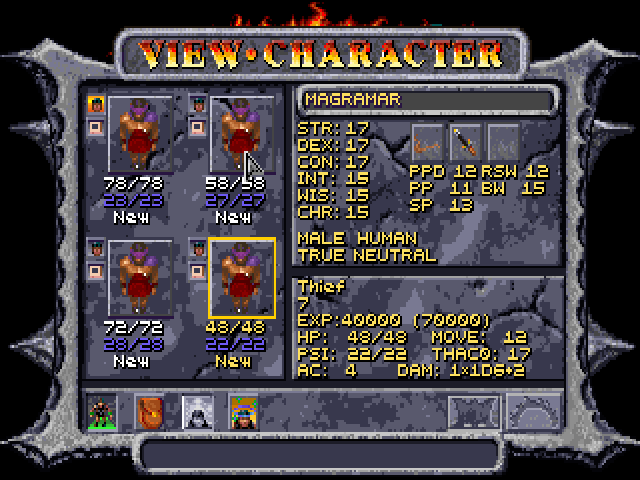 VIEW•CHARACTER
78/78
23/23
New
58/58
27/27
New
72/72
28/28
New
48/48
22/22
New
MAGRAMAR
STR: 17
DEX: 17
CON: 17
INT: 15
WIS: 15
CHR: 15
PPD 12 RSW 12
PP 11 BW 15
SP 13
MALE HUMAN
TRUE NEUTRAL
Thief
7
EXP:40000 (70000)
HP: 48/48 MOVE: 12
PSI: 22/22 THAC0: 17
AC: 4 DAM: 1x1D6+2